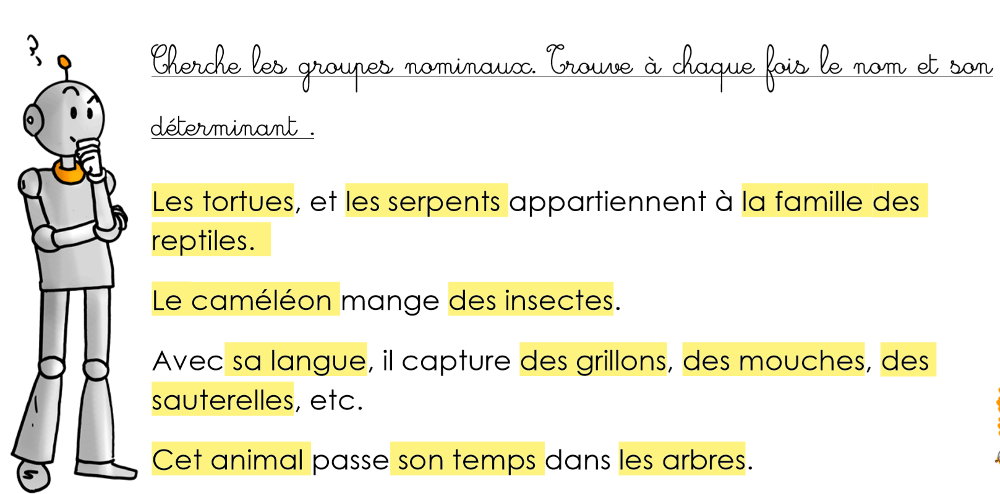 Cherche les groupes nominaux. Trouve à chaque fois le nom et son
déterminant .
Les tortues, et les serpents appartiennent à la famille des
reptiles.
Le caméléon mange des insectes.
Avec sa langue, il capture des grillons, des mouches, des
sauterelles, etc.
Cet animal passe son temps dans les arbres.